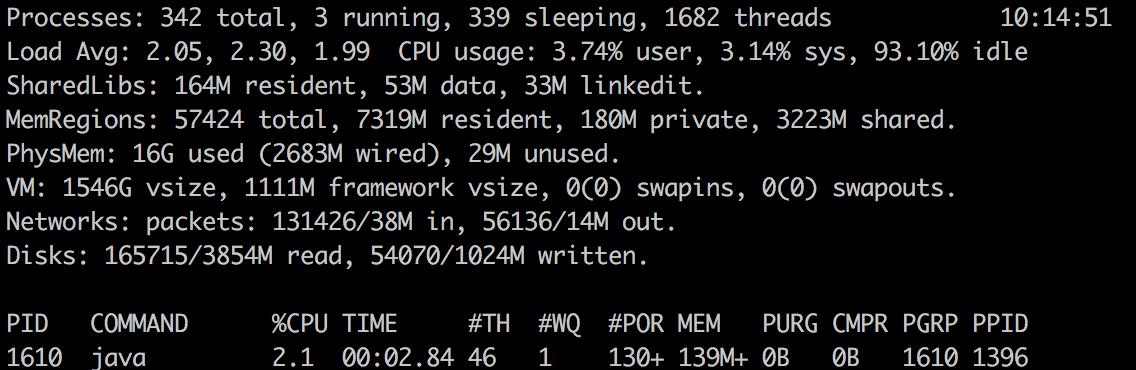 Processes: 342 total, 3 running, 339 sleeping, 1682 threads 10:14:51
Load Avg: 2.05, 2.30, 1.99 CPU usage: 3.74% user, 3.14% sys, 93.10% idle
SharedLibs: 164M resident, 53M data, 33M linkedit.
MemRegions: 57424 total, 7319M resident, 180M private, 3223M shared.
PhysMem: 16G used (2683M wired), 29M unused.
VM: 1546G vsize, 1111M framework vsize, 0(0) swapins, 0(0) swapouts.
Networks: packets: 131426/38M in, 56136/14M out.
Disks: 165715/3854M read, 54070/1024M written.
PID COMMAND %CPU TIME #TH #WQ #POR MEM PURG CMPR PGRP PPID
1610 java 2.1 00:02.84 46 1 130+ 139M+ 0B 0B 1610 1396